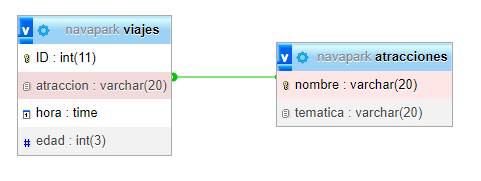 v navapark viajes
ID : int(11)
atraccion : varchar(20)
hora : time
# edad : int(3)
v navapark atracciones
nombre : varchar(20)
tematica : varchar(20)